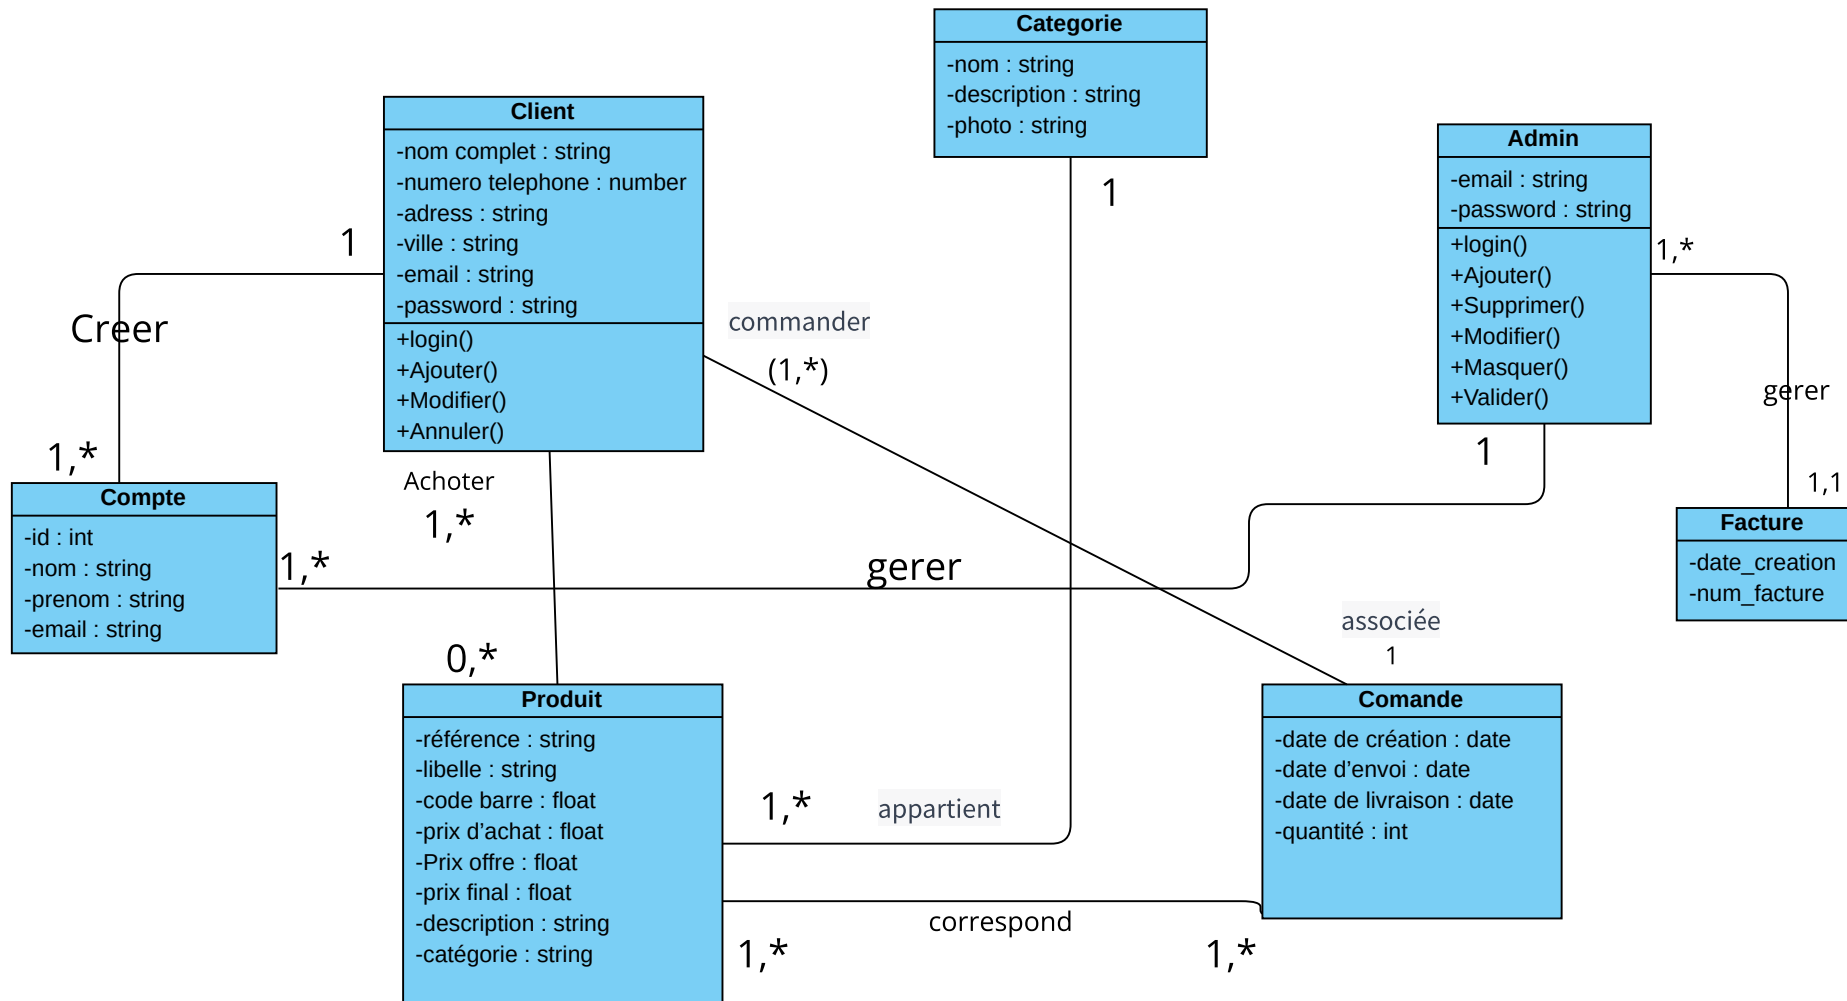 Categorie
-nom : string
-description : string
-photo : string
1
Client
-nom complet : string
-numero telephone : number
-adress : string
-ville : string
-email : string
-password : string
+login()
+Ajouter()
+Modifier()
+Annuler()
Admin
-email : string
-password : string
+login()
+Ajouter()
+Supprimer()
+Modifier()
+Masquer()
+Valider()
1
Creer
1,*
commander
(1,*)
1,*
gerer
1,1
1
Achoter
1,*
Compte
-id : int
-nom : string
-prenom : string
-email : string
1,*
gerer
Facture
-date_creation
-num_facture
associée
1
0,*
Produit
-référence : string
-libelle : string
-code barre : float
-prix d’achat : float
-Prix offre : float
-prix final : float
-description : string
-catégorie : string
1,*
appartient
Comande
-date de création : date
-date d’envoi : date
-date de livraison : date
-quantité : int
correspond
1,*
1,*